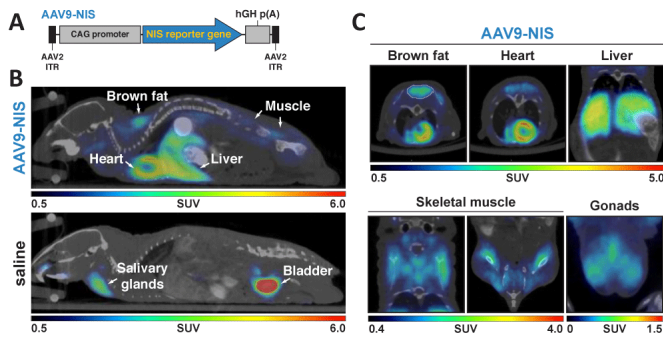 A
AAV9-NIS
hGH p(A)
CAG promoter
NIS reporter gene
AAV2
ITR
AAV2
ITR
B
AAV9-NIS
Brown fat
Muscle
Heart
Liver
0.5
SUV
6.0
saline
Salivary
glands
Bladder
0.5
SUV
6.0
C
AAV9-NIS
Brown fat
Heart
Liver
0.5
SUV
5.0
Skeletal muscle
Gonads
0.4
SUV
4.0
0
SUV
1.5